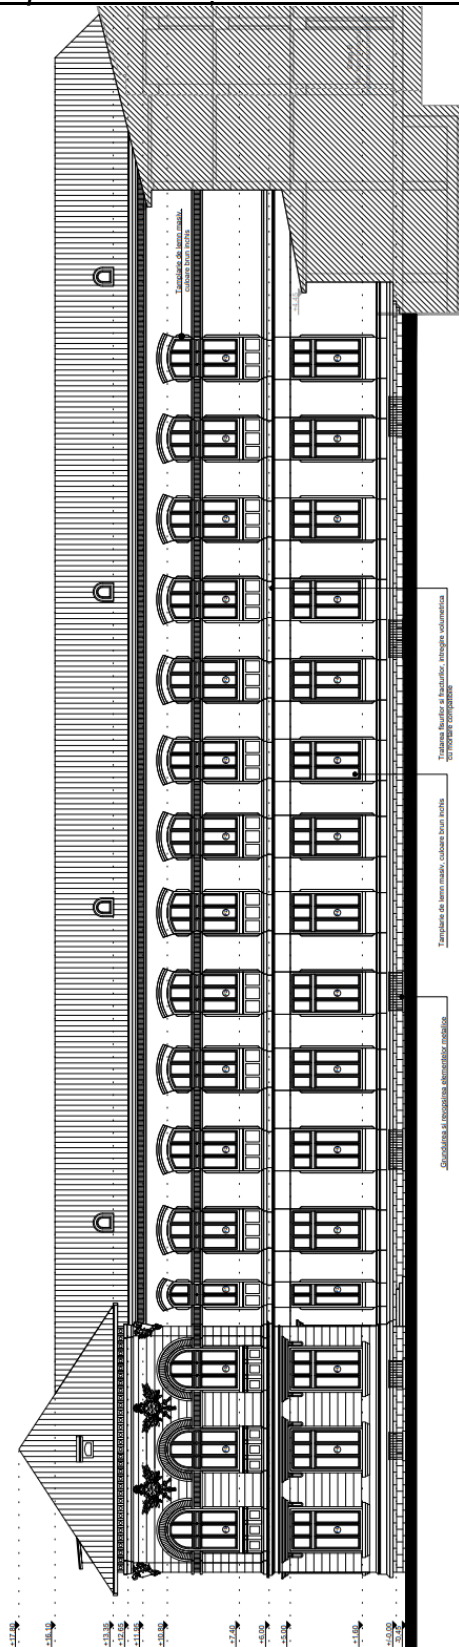 Tamplarie de lemn masiv,
culoare brun inchis
Tratarea fisurilor si fracturilor, intregire volumetrica
cu mortare compatibile
Tamplarie de lemn masiv, culoare brun inchis
Grunduirea si revopsirea elementelor metalice
+17.80
+16.10
+13.35
+12.65
+11.95
+10.80
+7.40
+6.00
+5.00
+1.60
+/-0.00